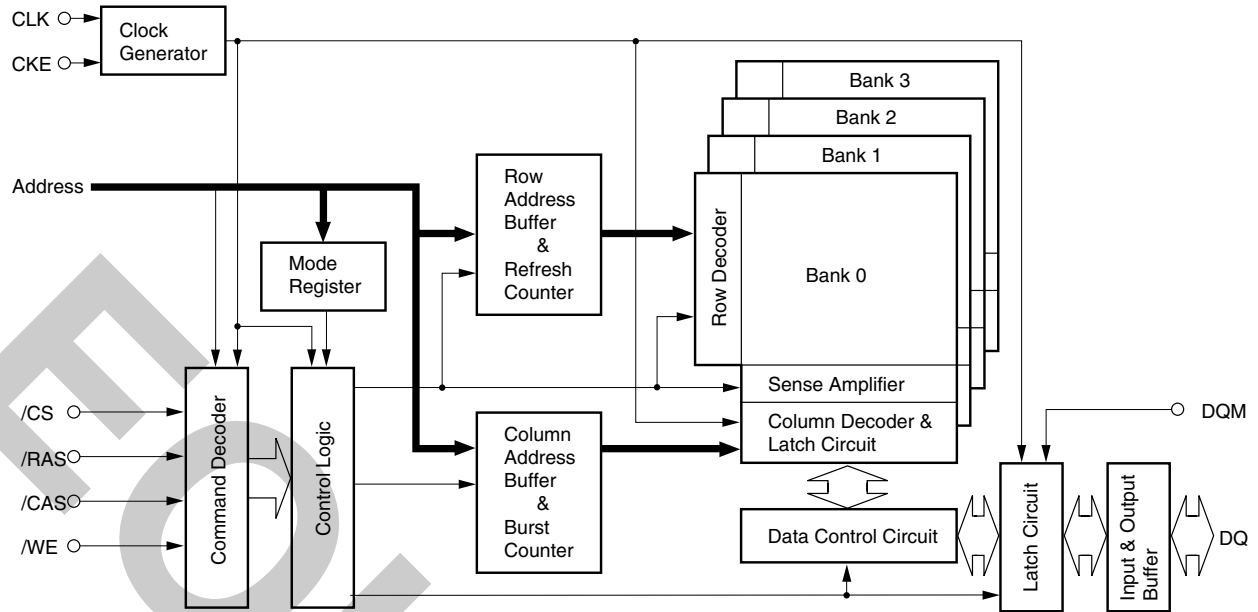 CLK
CKE
Clock
Generator
Bank 3
Bank 2
Bank 1
Address
Row
Address
Buffer
&
Refresh
Counter
Row Decoder
Bank 0
Mode
Register
Sense Amplifier
Column Decoder &
Latch Circuit
DQM
/CS
/RAS
/CAS
/WE
Command Decoder
Control Logic
Column
Address
Buffer
&
Burst
Counter
Data Control Circuit
Latch Circuit
Input & Output
Buffer
DQ
EO